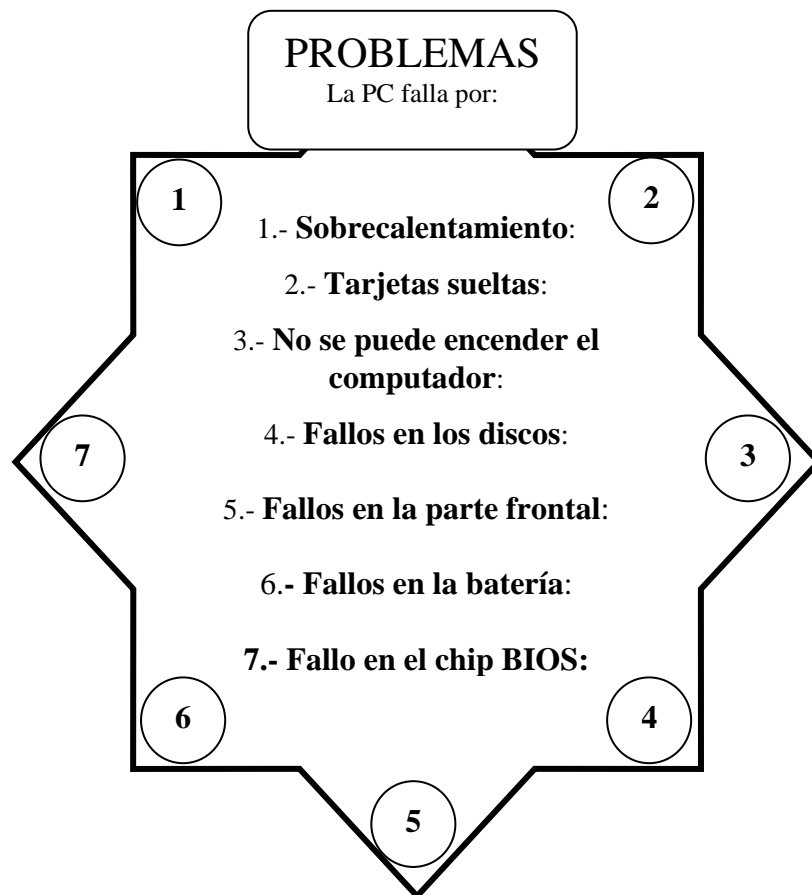 PROBLEMAS
La PC falla por:
1
2
1.- Sobrecalentamiento:
2.- Tarjetas sueltas:
3.- No se puede encender el
computador:
4.- Fallos en los discos:
7
3
5.- Fallos en la parte frontal:
6.- Fallos en la batería:
7.- Fallo en el chip BIOS:
6
4
5